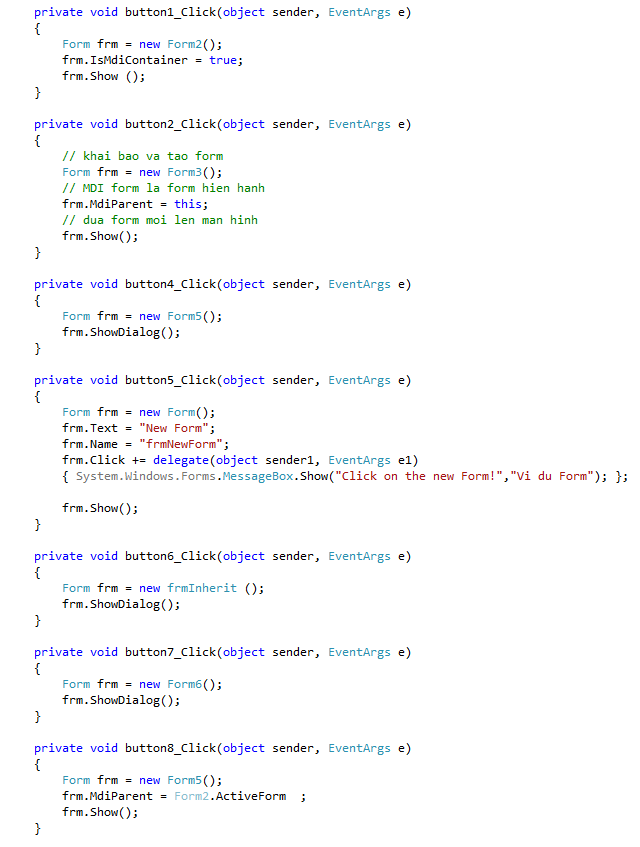 private void button1_Click(object sender, EventArgs e)
{
Form frm = new Form2();
frm.IsMdiContainer = true;
frm.Show ();
}
private void button2_Click(object sender, EventArgs e)
{
// khai bao va tao form
Form frm = new Form3();
// MDI form la form hien hanh
frm.MdiParent = this;
// dua form moi len man hinh
frm.Show();
}
private void button4_Click(object sender, EventArgs e)
{
Form frm = new Form5();
frm.ShowDialog();
}
private void button5_Click(object sender, EventArgs e)
{
Form frm = new Form();
frm.Text = "New Form";
frm.Name = "frmNewForm";
frm.Click += delegate(object sender1, EventArgs e1)
{ System.Windows.Forms.MessageBox.Show("Click on the new Form!","Vi du Form"); };
frm.Show();
}
private void button6_Click(object sender, EventArgs e)
{
Form frm = new frmInherit ();
frm.ShowDialog();
}
private void button7_Click(object sender, EventArgs e)
{
Form frm = new Form6();
frm.ShowDialog();
}
private void button8_Click(object sender, EventArgs e)
{
Form frm = new Form5();
frm.MdiParent = Form2.ActiveForm  ;
frm.Show();
}